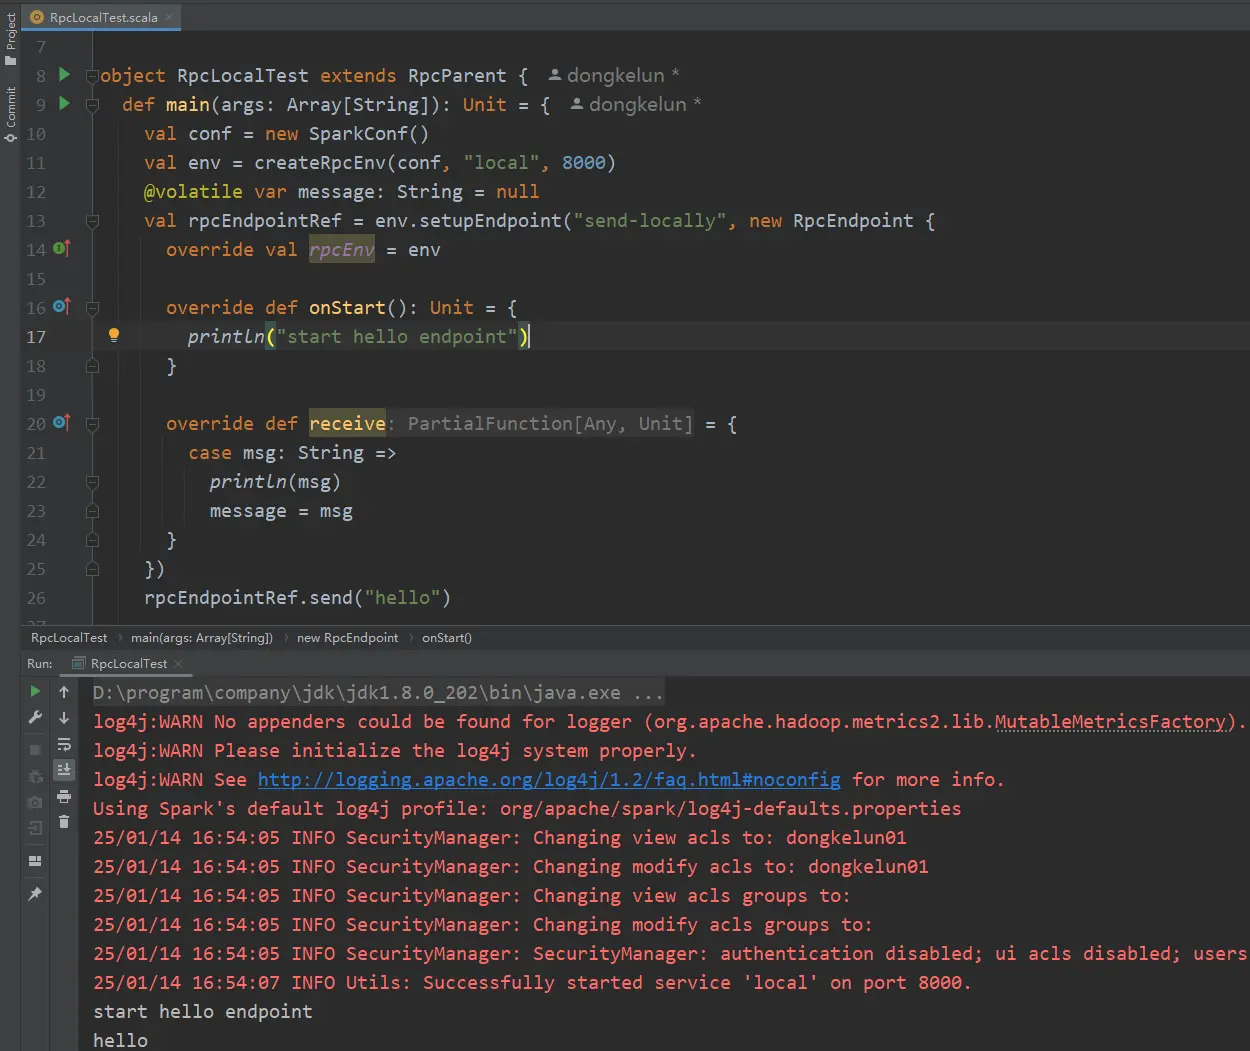 RpcLocalTest.scala
Project
Commit
7
8 object RpcLocalTest extends RpcParent { dongkelun *
9 def main(args: Array[String]): Unit = { dongkelun *
10 val conf = new SparkConf()
11 val env = createRpcEnv(conf, "local", 8000)
12 @volatile var message: String = null
13 val rpcEndpointRef = env.setupEndpoint("send-locally", new RpcEndpoint {
14 override val rpcEnv = env
15
16 override def onStart(): Unit = {
17 println("start hello endpoint")
18 }
19
20 override def receive: PartialFunction[Any, Unit] = {
21 case msg: String =>
22 println(msg)
23 message = msg
24 }
25 })
26 rpcEndpointRef.send("hello")
RpcLocalTest › main(args: Array[String]) › new RpcEndpoint › onStart()
Run: RpcLocalTest
D:\program\company\jdk\jdk1.8.0_202\bin\java.exe ...
log4j:WARN No appenders could be found for logger (org.apache.hadoop.metrics2.lib.MutableMetricsFactory).
log4j:WARN Please initialize the log4j system properly.
log4j:WARN See http://logging.apache.org/log4j/1.2/faq.html#noconfig for more info.
Using Spark's default log4j profile: org/apache/spark/log4j-defaults.properties
25/01/14 16:54:05 INFO SecurityManager: Changing view acls to: dongkelun01
25/01/14 16:54:05 INFO SecurityManager: Changing modify acls to: dongkelun01
25/01/14 16:54:05 INFO SecurityManager: Changing view acls groups to:
25/01/14 16:54:05 INFO SecurityManager: Changing modify acls groups to:
25/01/14 16:54:05 INFO SecurityManager: SecurityManager: authentication disabled; ui acls disabled; users
25/01/14 16:54:07 INFO Utils: Successfully started service 'local' on port 8000.
start hello endpoint
hello